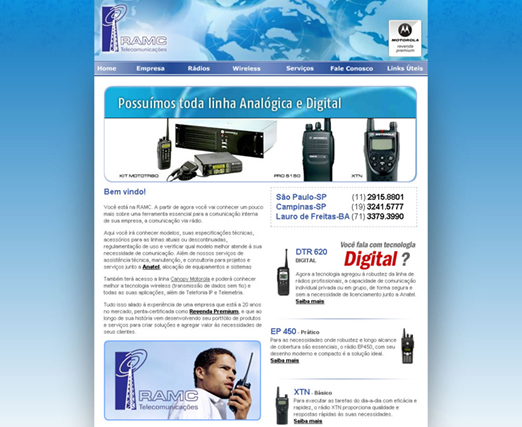 RAMC
Telecomunicações
MOTOROLA
revenda
premium
Home Empresa Rádios Wireless Serviços Fale Conosco Links Úteis
Possuímos toda linha Analógica e Digital
KIT MOTOTRBO PRO 5150 XTN
Bem vindo!
Você está na RAMC. A partir de agora você vai conhecer um pouco
mais sobre uma ferramenta essencial para a comunicação interna
de sua empresa, a comunicação via rádio.
Aqui você irá conhecer modelos, suas especificações técnicas,
acessórios para as linhas atuais ou descontinuadas,
regulamentação de uso e verificar qual modelo melhor atende à sua
necessidade de comunicação. Além de nossos serviços de
assistência técnica, manutenção, e consultoria para projetos e
serviços junto a Anatel, alocação de equipamentos e sistemas
Também terá acesso a linha Canopy Motorola e poderá conhecer
melhor a tecnologia wireless (transmissão de dados sem fio) e
todas as suas aplicações, além de Telefonia IP e Telemetria.
Tudo isso aliado à experiência de uma empresa que está a 20 anos
no mercado, penta-certificada como Revenda Premium, e que ao
longo de sua história vem desenvolvendo seu portfólio de produtos
e serviços para criar soluções e agregar valor às necessidades de
seus clientes.
São Paulo-SP (11) 2915.8801
Campinas-SP (19) 3241.5777
Lauro de Freitas-BA (71) 3379.3990
DTR 620
DIGITAL
Você fala com tecnologia
Digital ?
Agora a tecnologia agregou à robustez da linha de
rádios profissionais, a capacidade de comunicação
individual privada ou em grupo, de forma segura e
sem a necessidade de licenciamento junto a Anatel.
Saiba mais
EP 450 - Prático
Para as necessidades onde robustez e longo alcance
de cobertura são essenciais, o rádio EP450, com seu
desenho moderno e compacto é a solução ideal.
Saiba mais
XTN - Básico
Para executar as tarefas do dia-a-dia com eficácia e
rapidez, o rádio XTN proporciona qualidade e
respostas rápidas às suas necessidades.
Saiba mais
RAMC
Telecomunicações